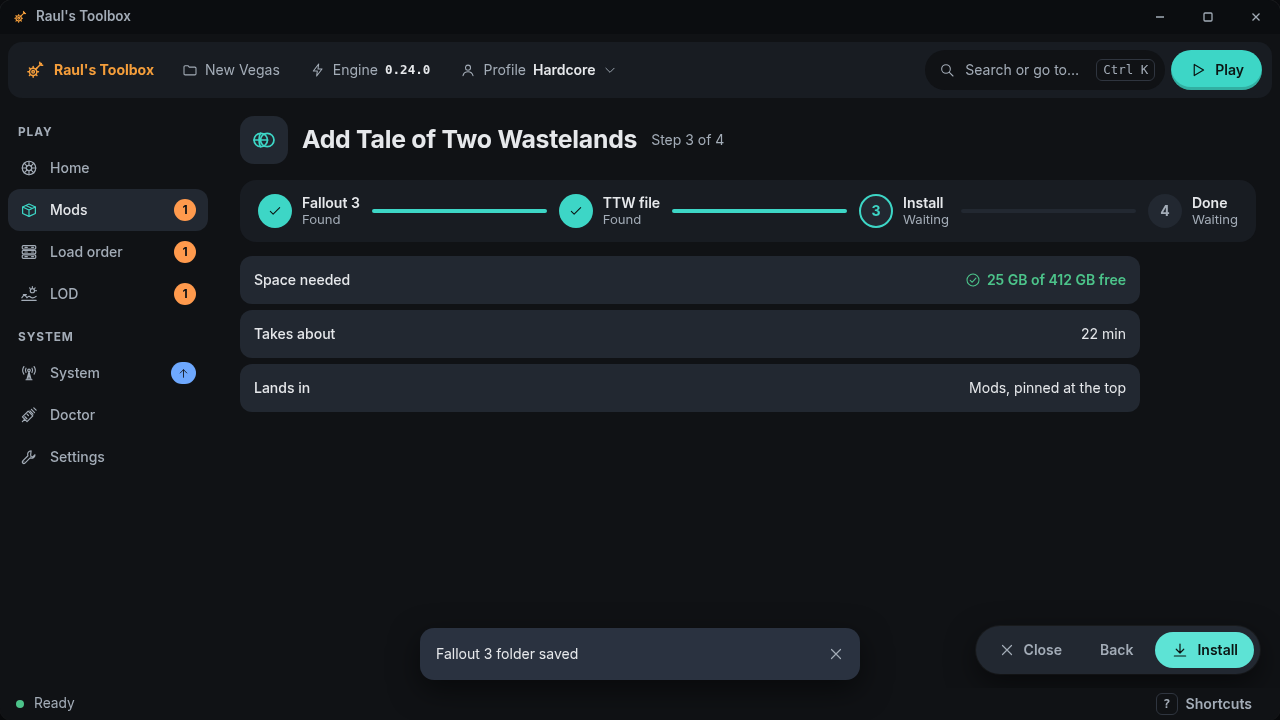 Raul's Toolbox
Raul's Toolbox
New Vegas
Engine 0.24.0
Profile Hardcore
Search or go to...
Ctrl K
Play
PLAY
Home
Mods 1
Load order 1
LOD 1
SYSTEM
System
Doctor
Settings
Add Tale of Two Wastelands
Step 3 of 4
Fallout 3
Found
TTW file
Found
3
Install
Waiting
4
Done
Waiting
Space needed
25 GB of 412 GB free
Takes about
22 min
Lands in
Mods, pinned at the top
Fallout 3 folder saved
Close
Back
Install
Ready
? Shortcuts